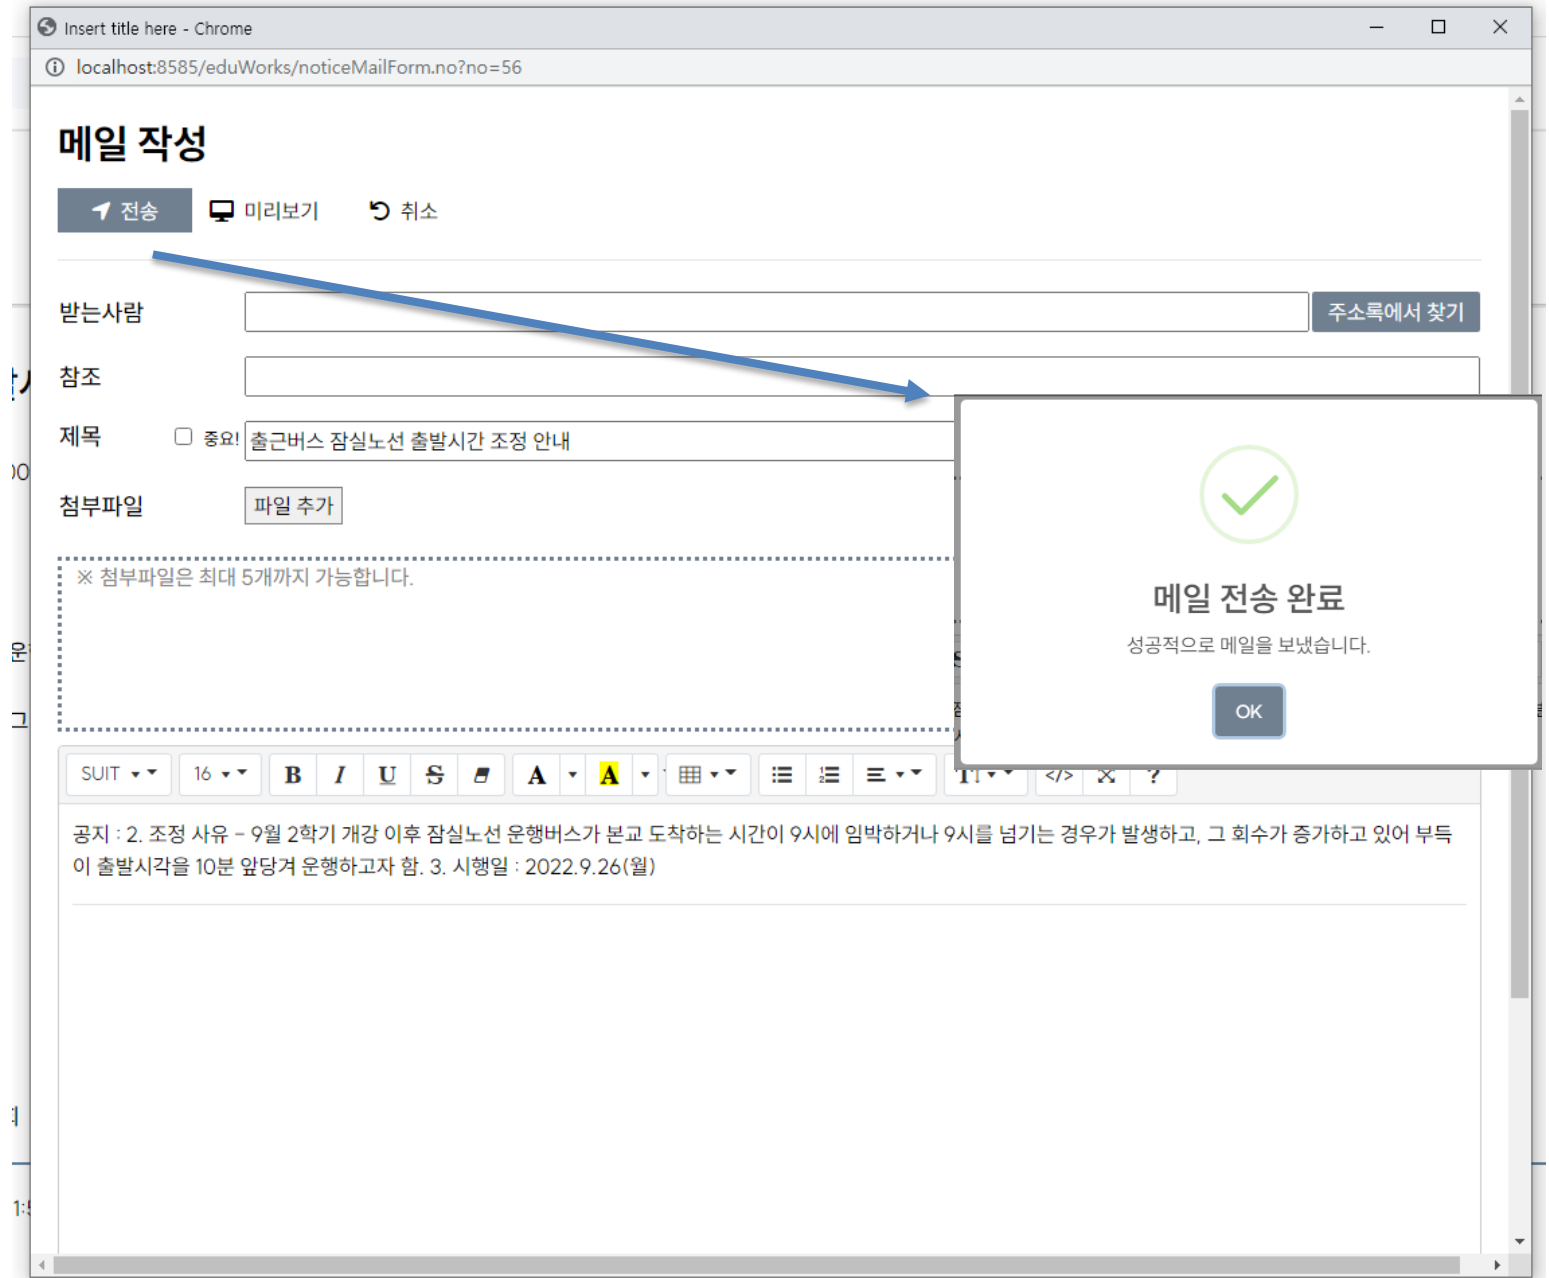 Insert title here - Chrome
localhost:8585/eduWorks/noticeMailForm.no?no=56
메일 작성
전송 미리보기 취소
받는사람 주소록에서 찾기
참조
제목 중요! 출근버스 잠실노선 출발시간 조정 안내
첨부파일 파일 추가
※ 첨부파일은 최대 5개까지 가능합니다.
메일 전송 완료
성공적으로 메일을 보냈습니다.
OK
SUIT 16 B I U S A A T </> ?
공지 : 2. 조정 사유 - 9월 2학기 개강 이후 잠실노선 운행버스가 본교 도착하는 시간이 9시에 임박하거나 9시를 넘기는 경우가 발생하고, 그 회수가 증가하고 있어 부득
이 출발시각을 10분 앞당겨 운행하고자 함. 3. 시행일 : 2022.9.26(월)